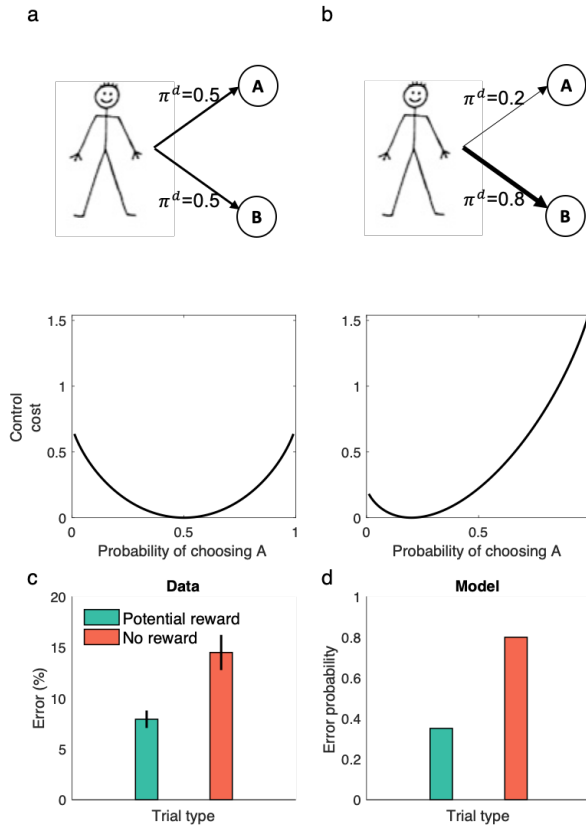 a
b
A
π^d=0.5
π^d=0.5
B
A
π^d=0.2
π^d=0.8
B
1.5
1
0.5
0
Control
cost
0
0.5
1
Probability of choosing A
1.5
1
0.5
0
0
0.5
Probability of choosing A
c
Data
20
15
10
5
0
Error (%)
Potential reward
No reward
Trial type
d
Model
1
0.8
0.6
0.4
0.2
0
Error probability
Trial type